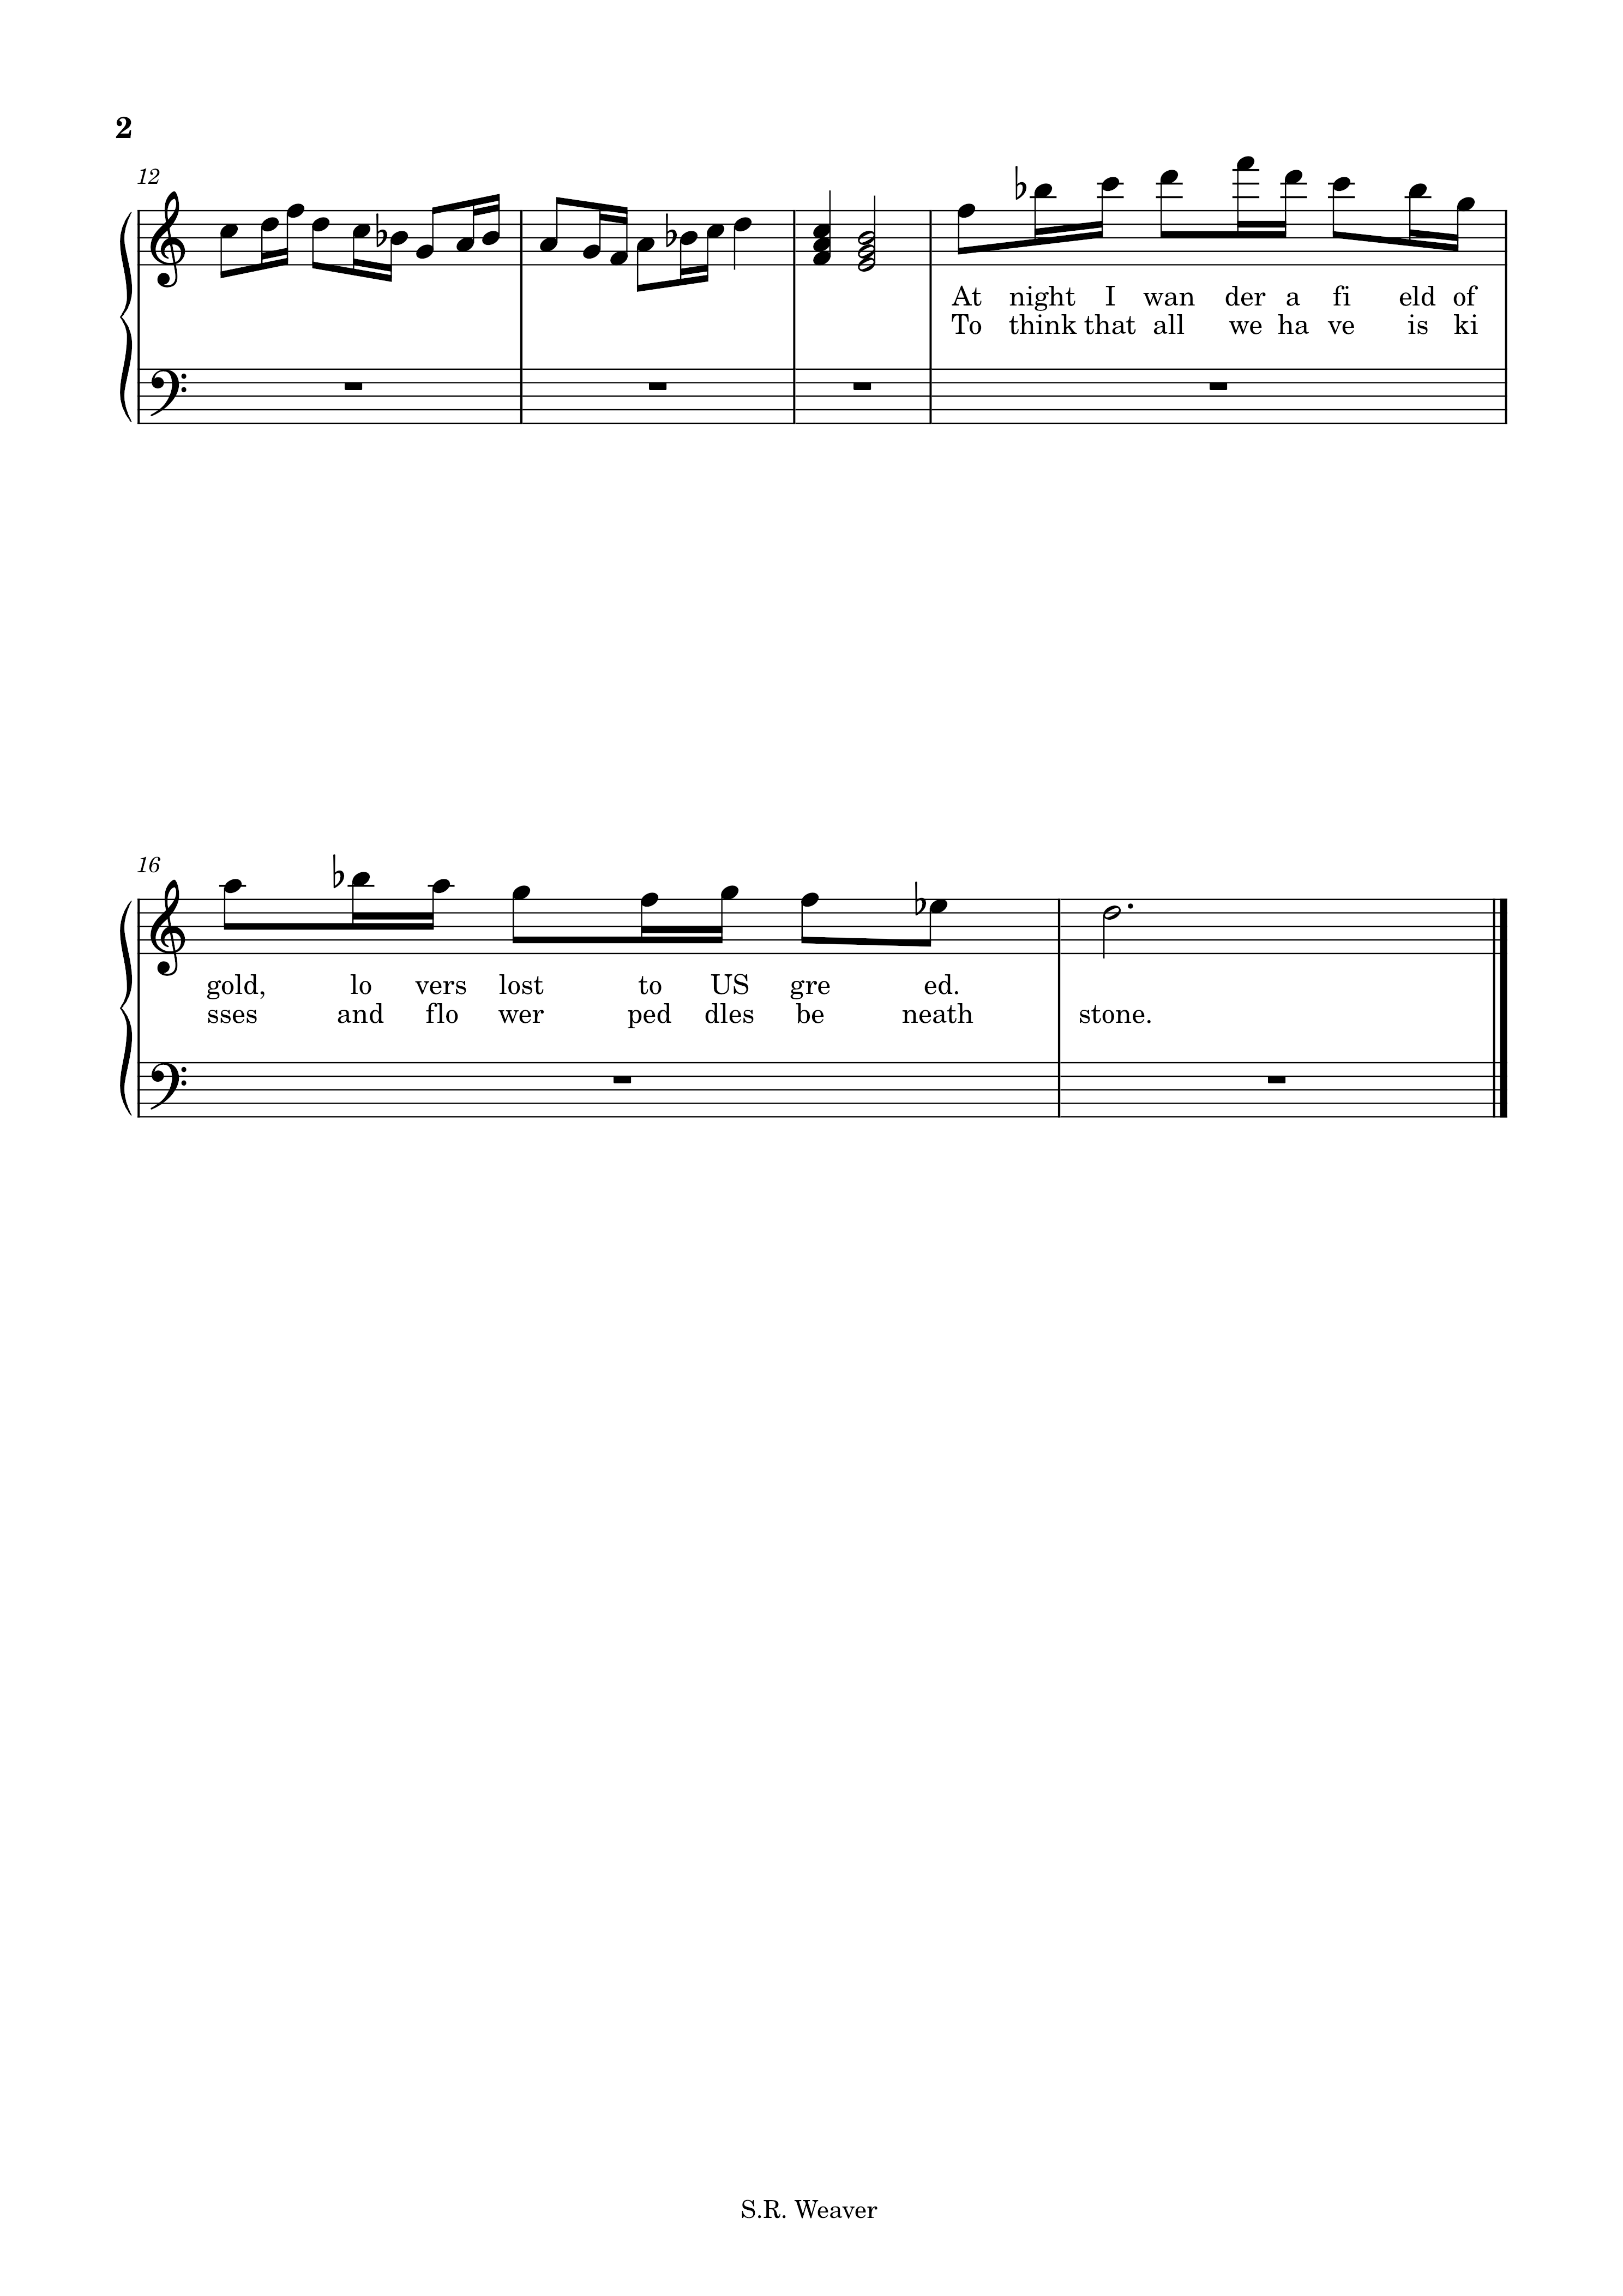 2
12
At night I wan der a fi eld of
To think that all we ha ve is ki
16
gold, lo vers lost to US gre ed.
sses and flo wer ped dles be neath stone.
S.R. Weaver